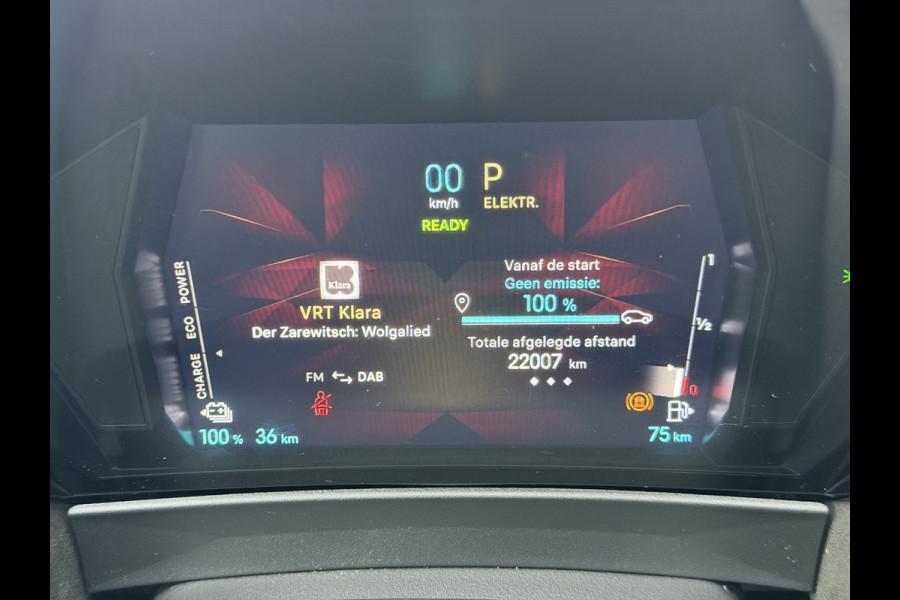 00 P
km/h ELEKTR.
READY
POWER
ECO
CHARGE
Klara
VRT Klara
Der Zarewitsch: Wolgalied
FM DAB
Vanaf de start
Geen emissie:
100 %
Totale afgelegde afstand
22007 km
1
1/2
0
100 % 36 km
75 km